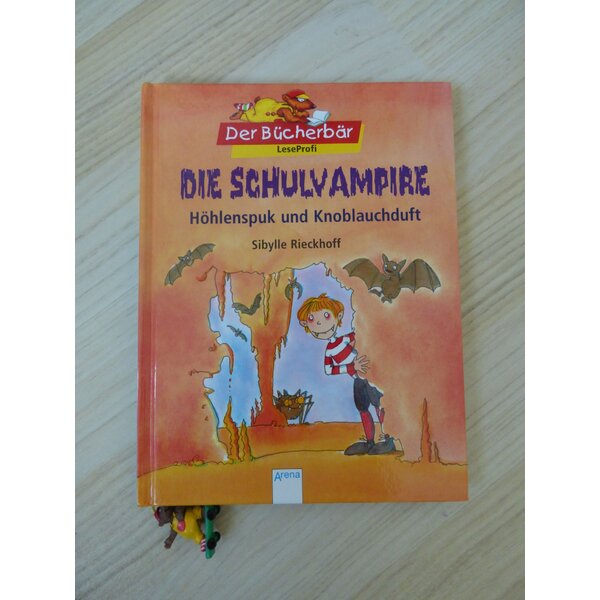 Der Bücherbär
LeseProfi
DIE SCHULVAMPIRE
Höhlenspuk und Knoblauchduft
Sibylle Rieckhoff
Arena